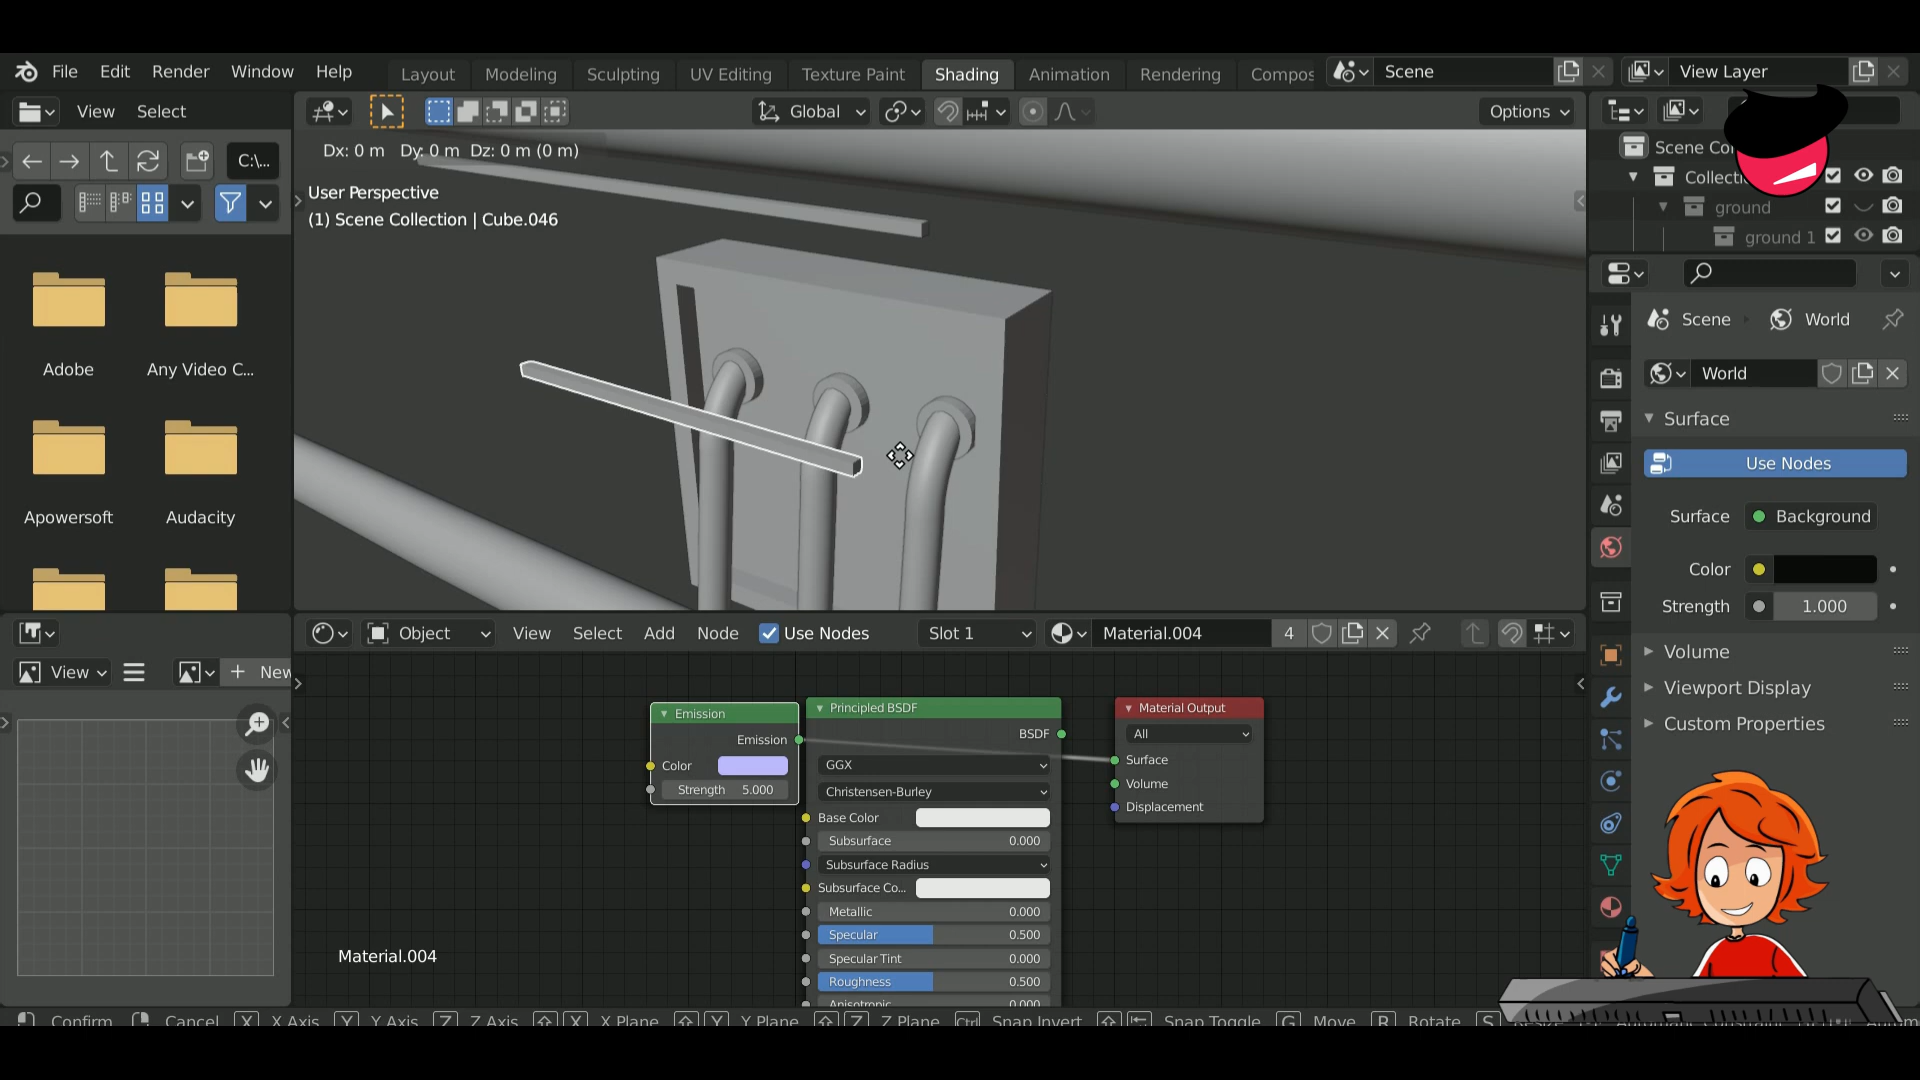 File Edit Render Window Help Layout Modeling Sculpting UV Editing Texture Paint Shading Animation Rendering Compos Scene View Layer
View Select Global Options
Dx: 0 m Dy: 0 m Dz: 0 m (0 m)
User Perspective
(1) Scene Collection | Cube.046
C:\...
Adobe Any Video C...
Apowersoft Audacity
Scene Co
Collecti
ground
ground 1
Scene World
World
Surface
Use Nodes
Surface Background
Color
Strength 1.000
Volume
Viewport Display
Custom Properties
Object View Select Add Node Use Nodes Slot 1 Material.004 4
View New
Emission
Emission
Color
Strength 5.000
Principled BSDF
BSDF
GGX
Christensen-Burley
Base Color
Subsurface 0.000
Subsurface Radius
Subsurface Co...
Metallic 0.000
Specular 0.500
Specular Tint 0.000
Roughness 0.500
Anisotropic 0.000
Material Output
All
Surface
Volume
Displacement
Material.004
Confirm Cancel X X Axis Y Y Axis Z Z Axis X X Plane Y Y Plane Z Z Plane Ctrl Snap Invert Snap Toggle G Move R Rotate S Resize